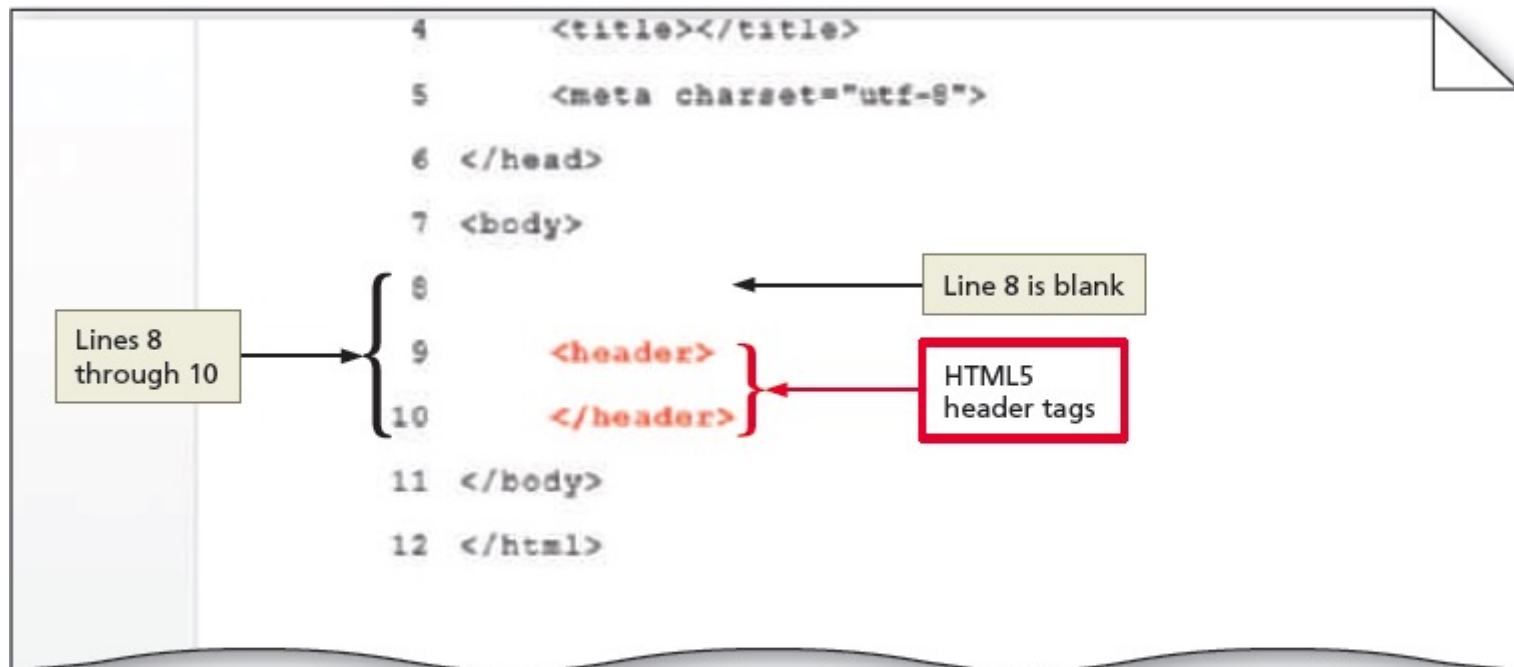 4 <title></title>
5 <meta charset="utf-8">
6 </head>
7 <body>
8
Line 8 is blank
Lines 8
through 10
9 <header>
HTML5
header tags
10 </header>
11 </body>
12 </html>